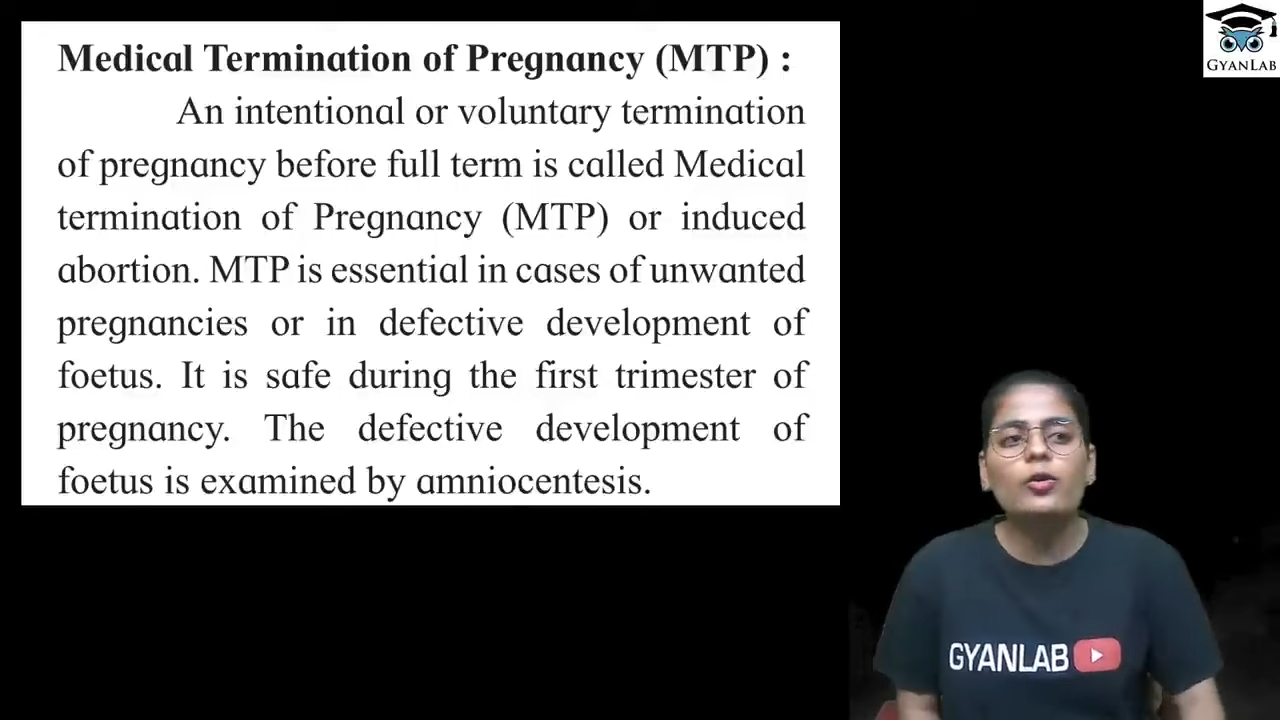 Medical Termination of Pregnancy (MTP) :
An intentional or voluntary termination
of pregnancy before full term is called Medical
termination of Pregnancy (MTP) or induced
abortion. MTP is essential in cases of unwanted
pregnancies or in defective development of
foetus. It is safe during the first trimester of
pregnancy. The defective development of
foetus is examined by amniocentesis.
GYANLAB
GYANLAB